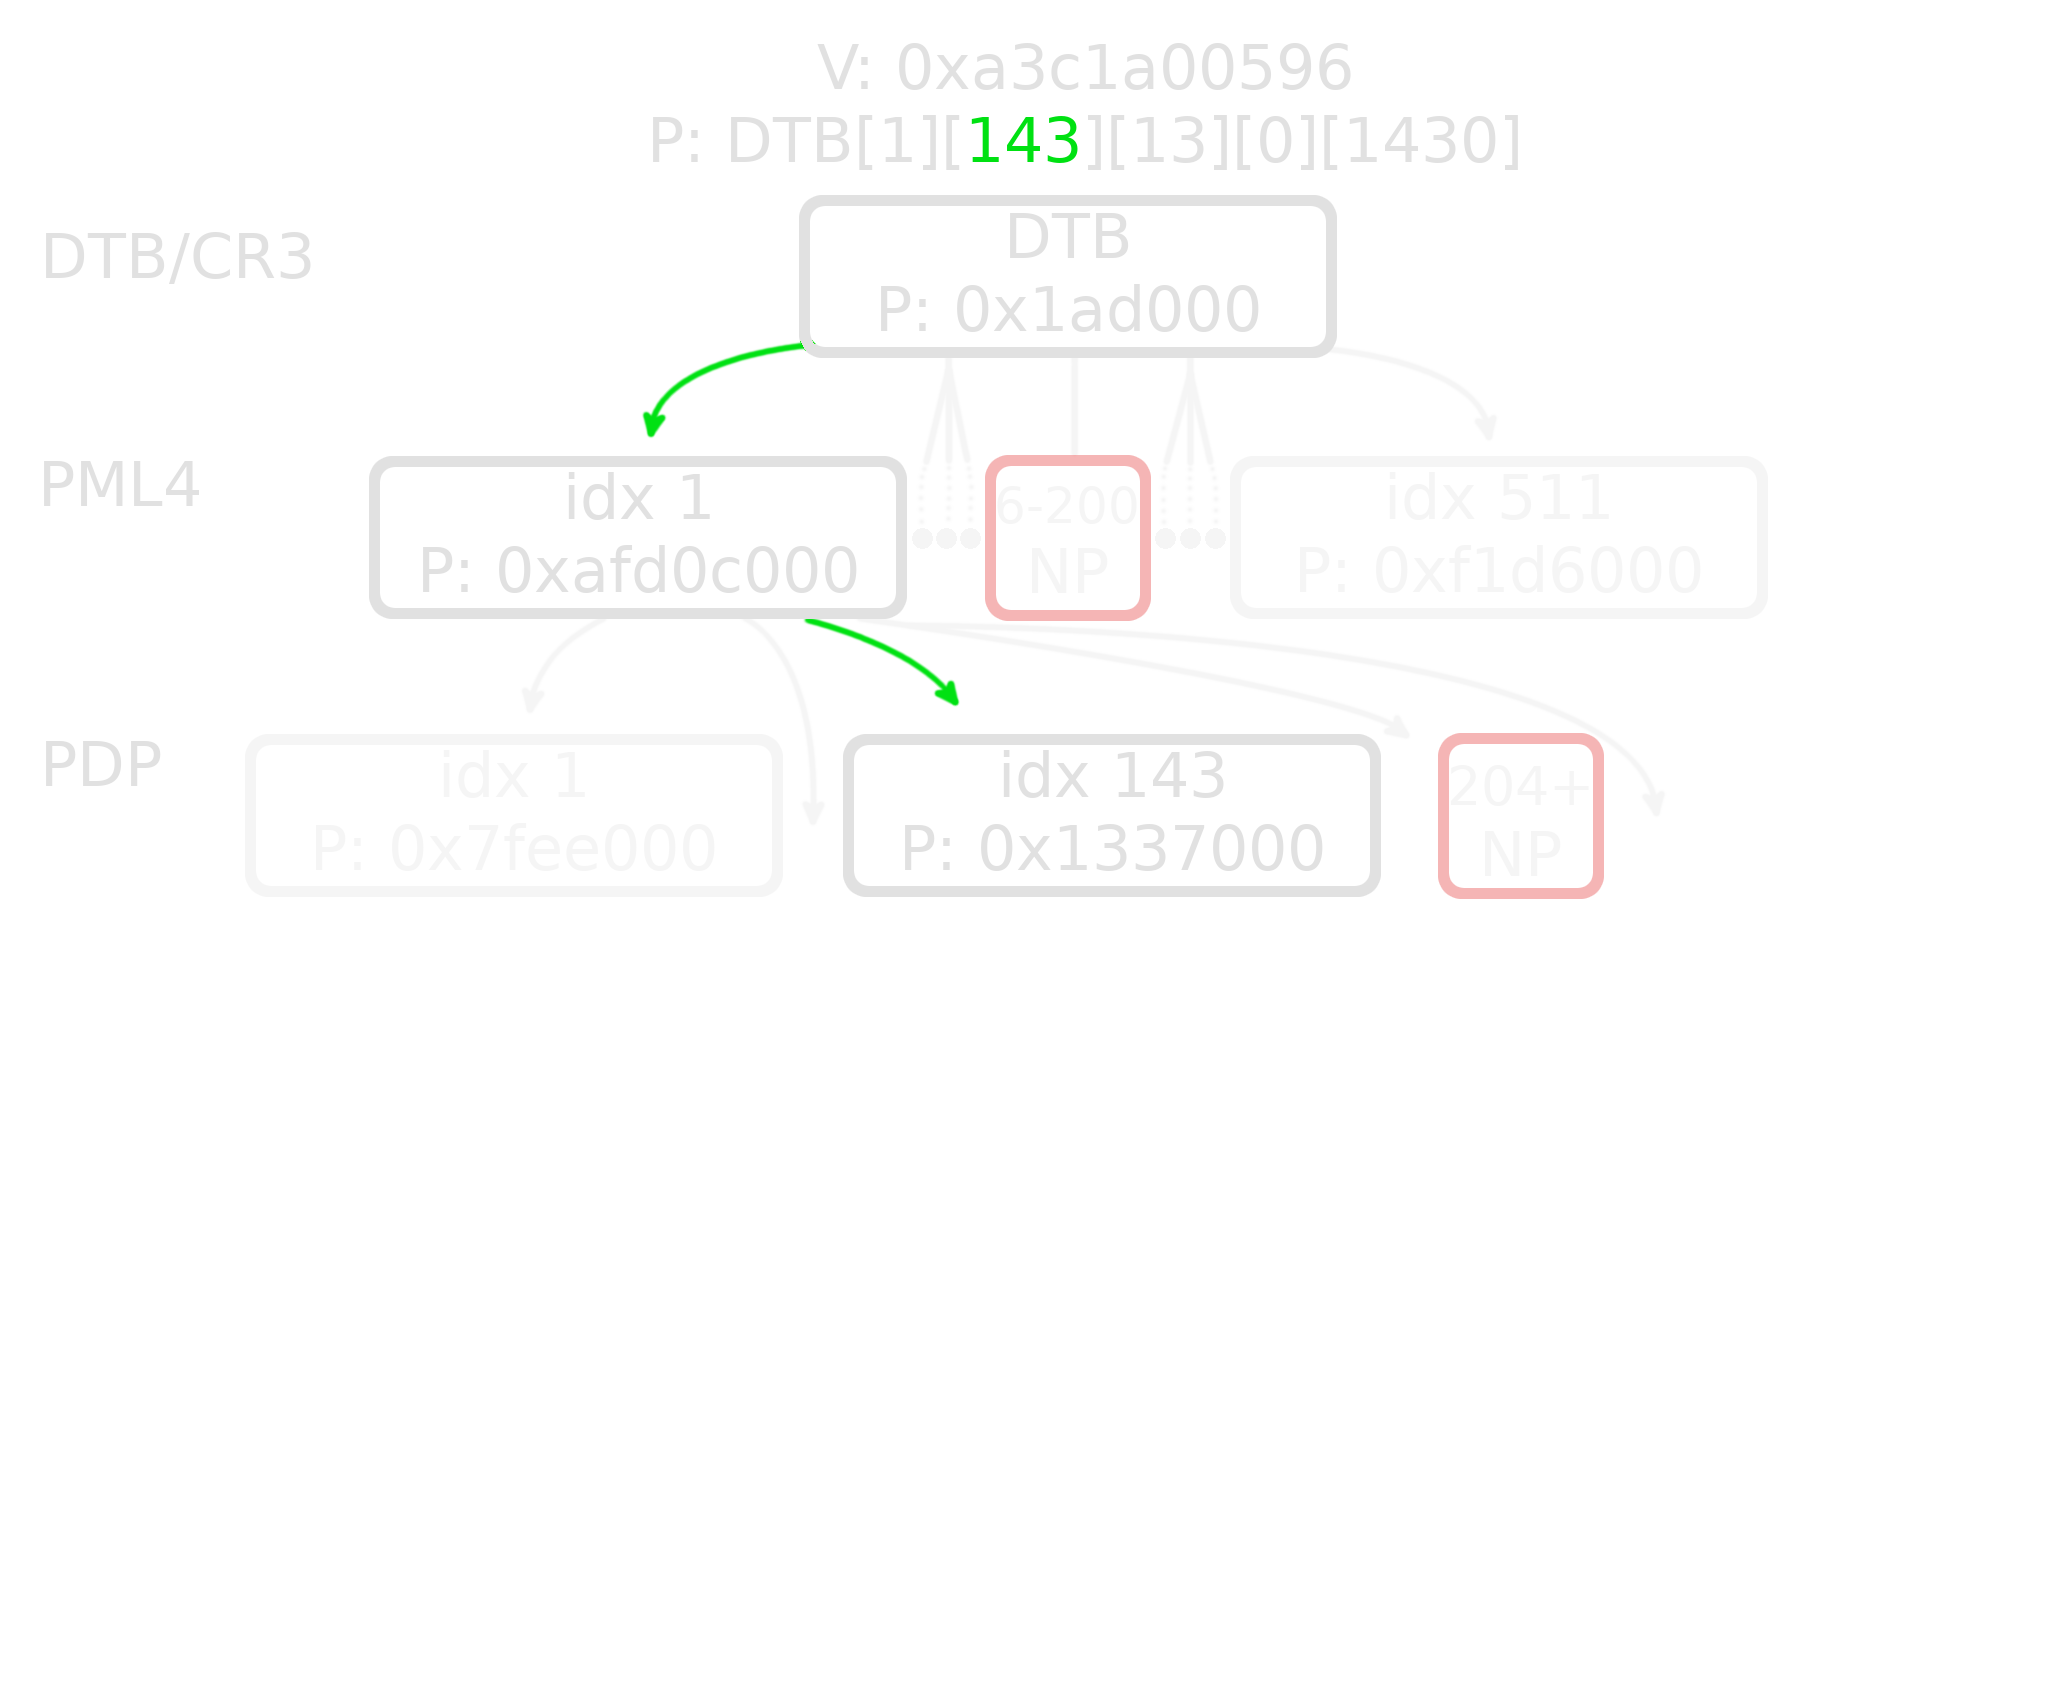 V: 0xa3c1a00596
P: DTB[1][143][13][0][1430]
DTB/CR3
DTB
P: 0x1ad000
PML4
idx 1
P: 0xafd0c000
6-200
NP
idx 511
P: 0xf1d6000
PDP
idx 1
P: 0x7fee000
idx 143
P: 0x1337000
204+
NP